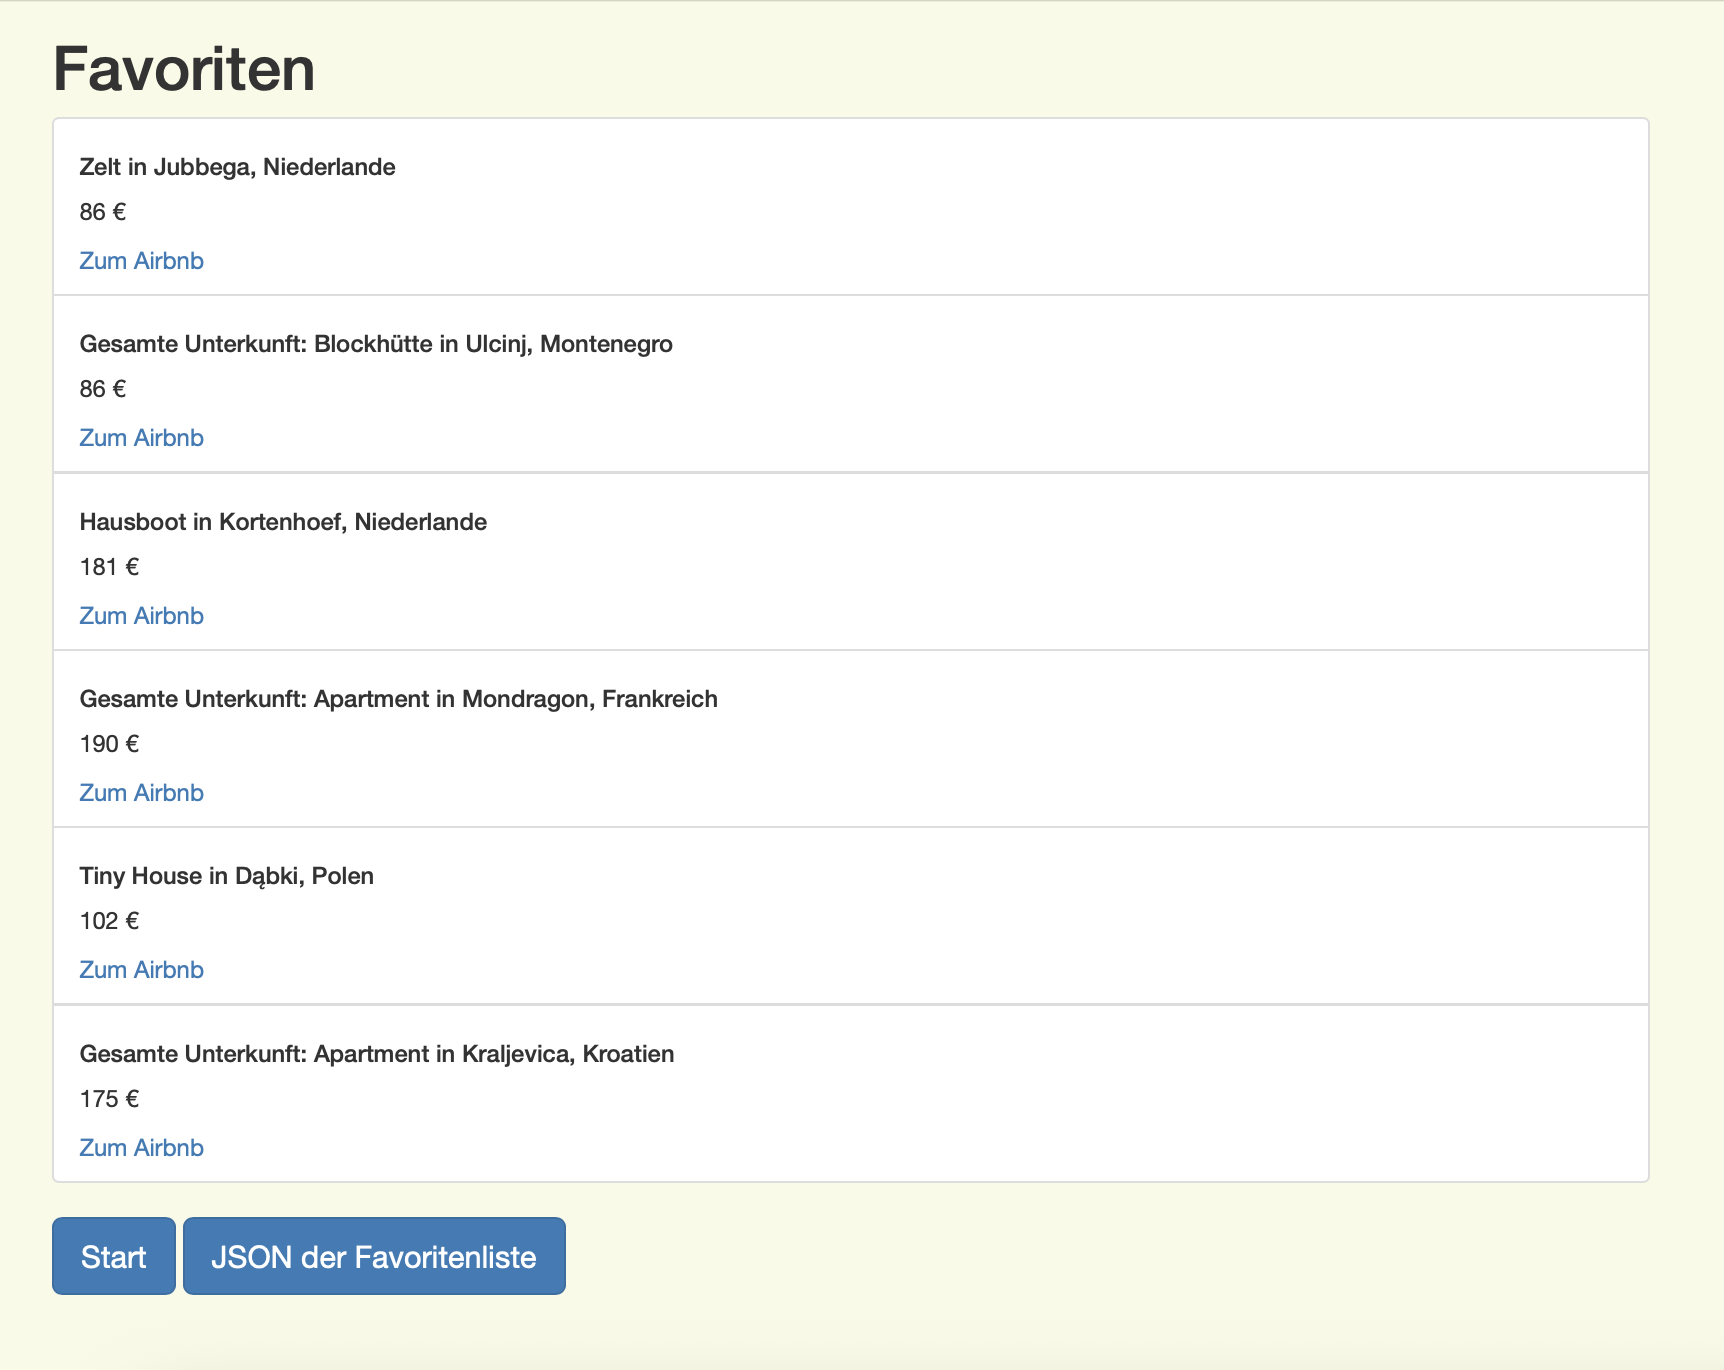 Favoriten
Zelt in Jubbega, Niederlande
86 €
Zum Airbnb
Gesamte Unterkunft: Blockhütte in Ulcinj, Montenegro
86 €
Zum Airbnb
Hausboot in Kortenhoef, Niederlande
181 €
Zum Airbnb
Gesamte Unterkunft: Apartment in Mondragon, Frankreich
190 €
Zum Airbnb
Tiny House in Dąbki, Polen
102 €
Zum Airbnb
Gesamte Unterkunft: Apartment in Kraljevica, Kroatien
175 €
Zum Airbnb
Start JSON der Favoritenliste